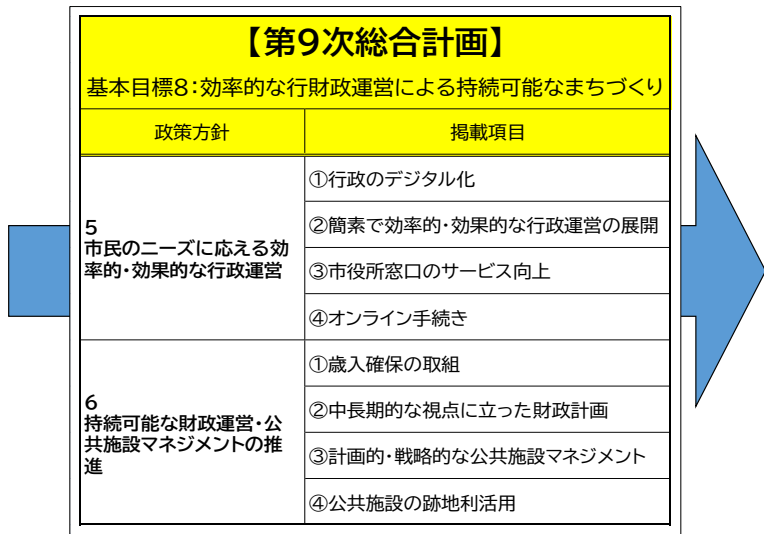 【第9次総合計画】
基本目標8：効率的な行財政運営による持続可能なまちづくり
政策方針
掲載項目
5
市民のニーズに応える効
率的・効果的な行政運営
①行政のデジタル化
②簡素で効率的・効果的な行政運営の展開
③市役所窓口のサービス向上
④オンライン手続き
6
持続可能な財政運営・公
共施設マネジメントの推
進
①歳入確保の取組
②中長期的な視点に立った財政計画
③計画的・戦略的な公共施設マネジメント
④公共施設の跡地利活用